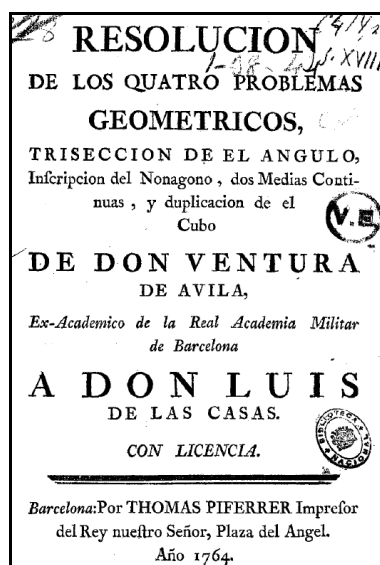 RESOLUCION
DE LOS QUATRO PROBLEMAS
GEOMETRICOS,
TRISECCION DE EL ANGULO,
Inſcripcion del Nonagono , dos Medias Conti-
nuas , y duplicacion de el
Cubo
V.E
DE DON VENTURA
DE AVILA,
Ex-Academico de la Real Academia Militar
de Barcelona
A DON LUIS
DE LAS CASAS.
BIBLIOTECA NACIONAL
CON LICENCIA.
Barcelona:Por THOMAS PIFERRER Impreſor
del Rey nueſtro Señor, Plaza del Angel.
Año 1764.